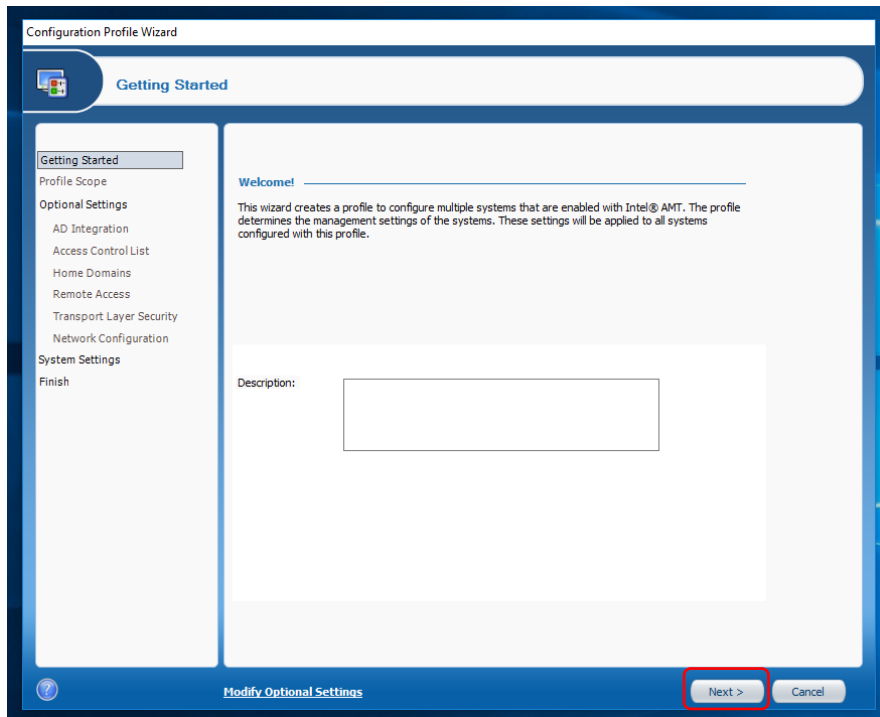 Configuration Profile Wizard
Getting Started
Getting Started
Profile Scope
Optional Settings
AD Integration
Access Control List
Home Domains
Remote Access
Transport Layer Security
Network Configuration
System Settings
Finish
Welcome!
This wizard creates a profile to configure multiple systems that are enabled with Intel® AMT. The profile
determines the management settings of the systems. These settings will be applied to all systems
configured with this profile.
Description:
?
Modify Optional Settings
Next >
Cancel